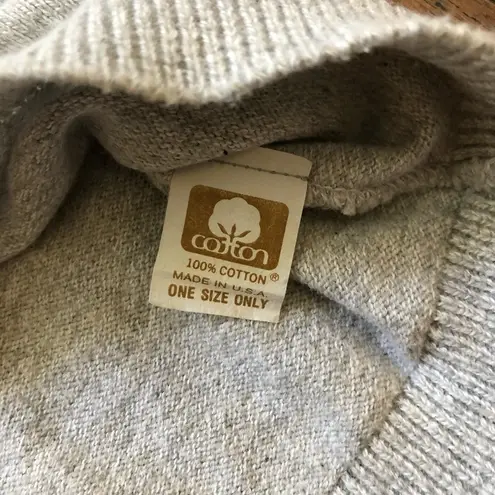 cotton
100% COTTON®
MADE IN U.S.A.
ONE SIZE ONLY